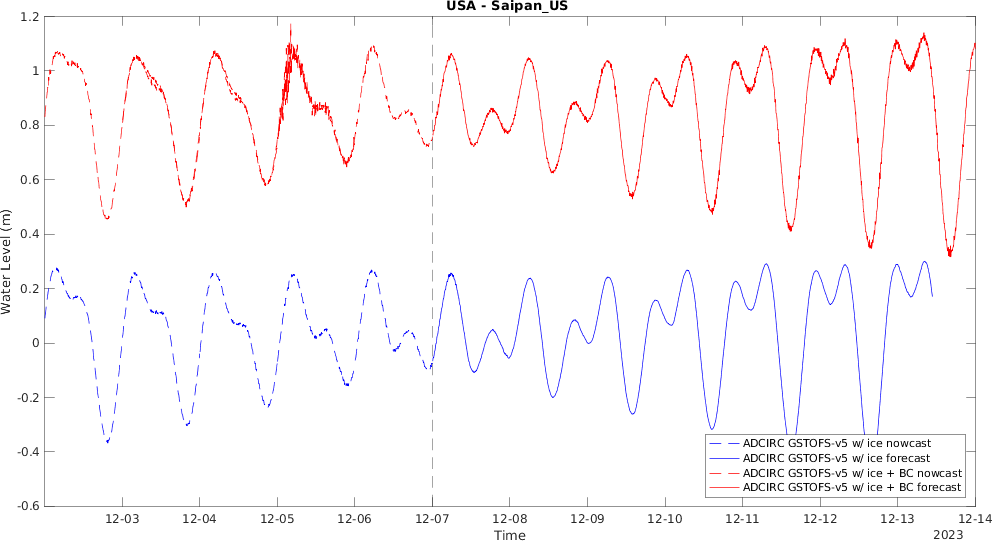 USA - Saipan_US
1.2
1
0.8
0.6
0.4
0.2
0
-0.2
-0.4
-0.6
Water Level (m)
ADCIRC GSTOFS-v5 w/ ice nowcast
ADCIRC GSTOFS-v5 w/ ice forecast
ADCIRC GSTOFS-v5 w/ ice + BC nowcast
ADCIRC GSTOFS-v5 w/ ice + BC forecast
12-03 12-04 12-05 12-06 12-07 12-08 12-09 12-10 12-11 12-12 12-13 12-14
Time
2023